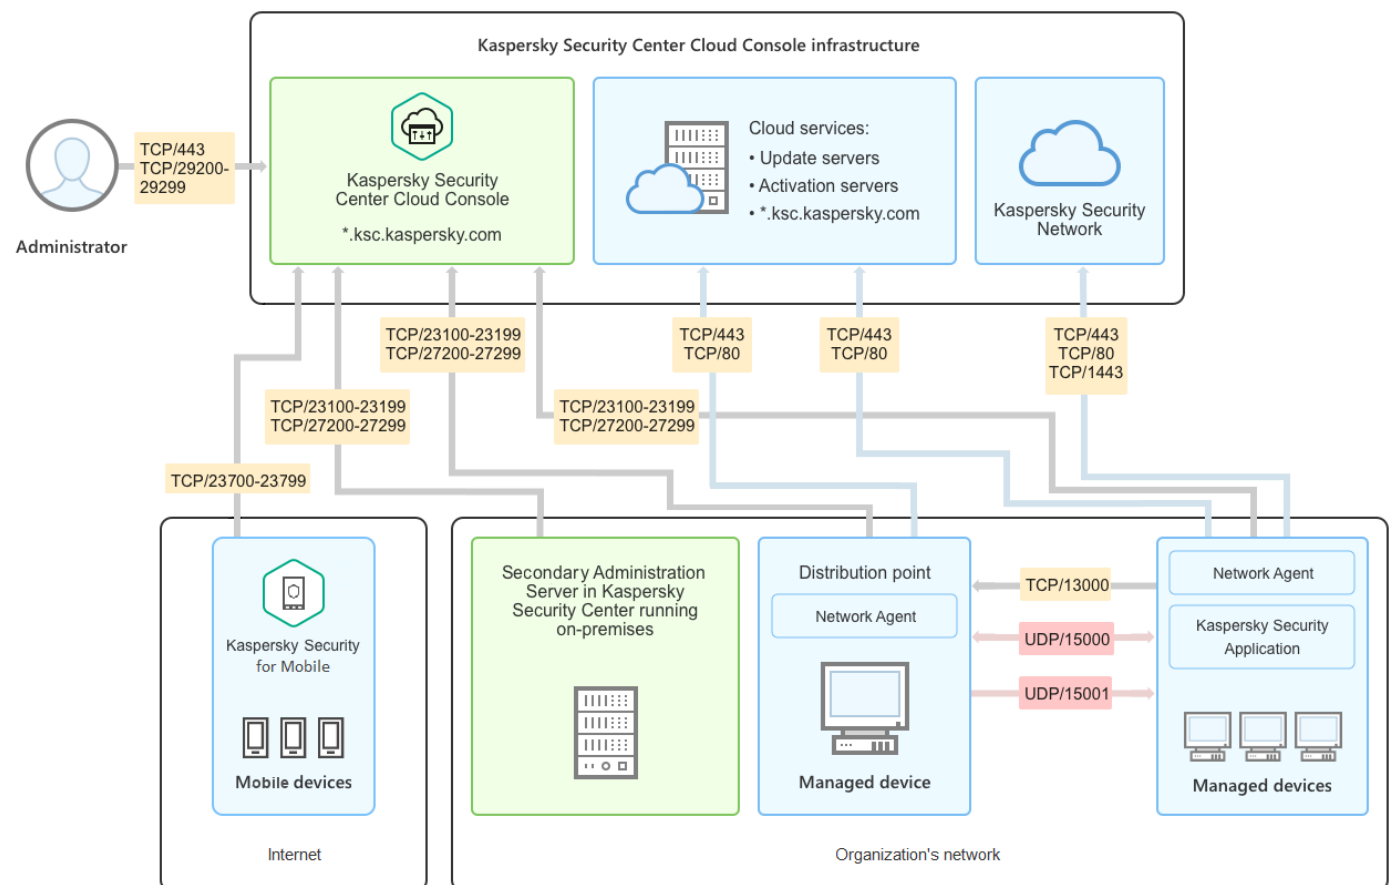 Kaspersky Security Center Cloud Console infrastructure
TCP/443
TCP/29200-
29299
Administrator
Kaspersky Security
Center Cloud Console
*.ksc.kaspersky.com
Cloud services:
• Update servers
• Activation servers
• *.ksc.kaspersky.com
Kaspersky Security
Network
TCP/23100-23199
TCP/27200-27299
TCP/443
TCP/80
TCP/443
TCP/80
TCP/443
TCP/80
TCP/1443
TCP/23100-23199
TCP/27200-27299
TCP/23100-23199
TCP/27200-27299
TCP/23700-23799
Kaspersky Security
for Mobile
Mobile devices
Internet
Secondary Administration
Server in Kaspersky
Security Center running
on-premises
Distribution point
Network Agent
Managed device
TCP/13000
UDP/15000
UDP/15001
Network Agent
Kaspersky Security
Application
Managed devices
Organization's network